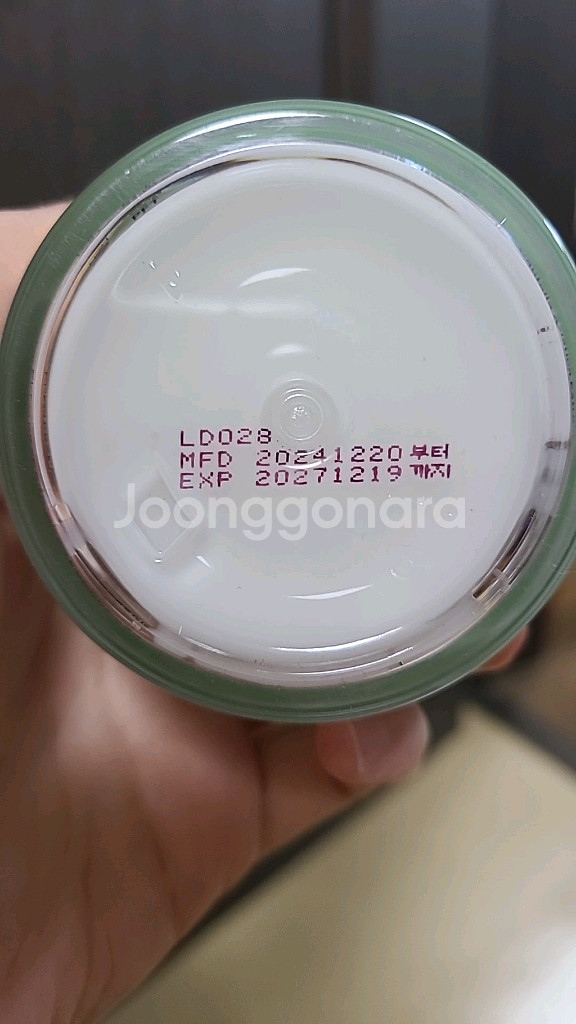 LD028
MFD 20241220 부터
EXP 20271219 까지
Joonggonara